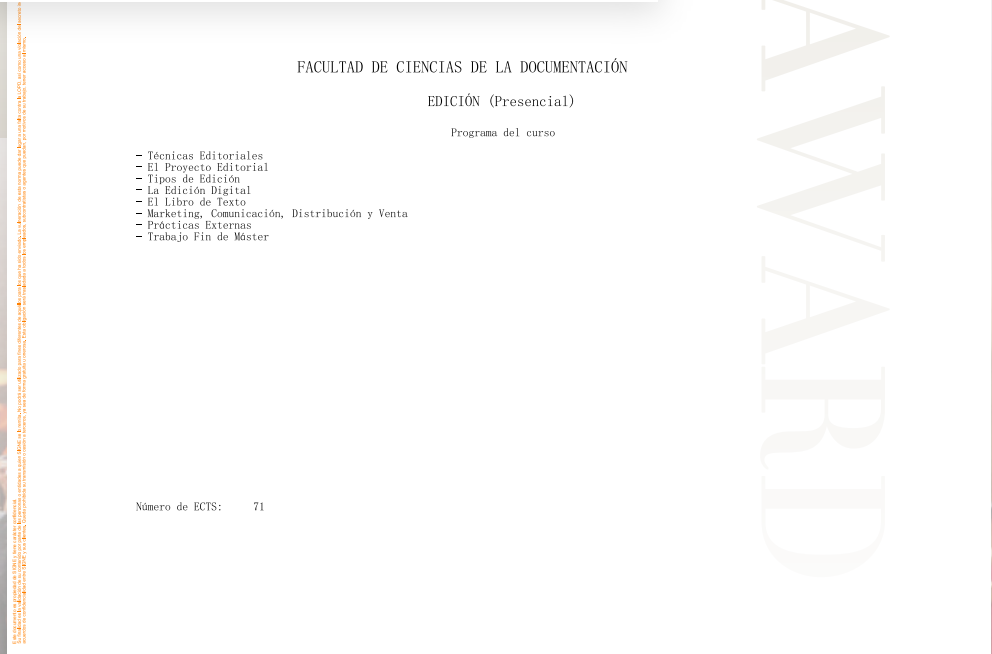 FACULTAD DE CIENCIAS DE LA DOCUMENTACIÓN
EDICIÓN (Presencial)
Programa del curso
– Técnicas Editoriales
– El Proyecto Editorial
– Tipos de Edición
– La Edición Digital
– El Libro de Texto
– Marketing, Comunicación, Distribución y Venta
– Prácticas Externas
– Trabajo Fin de Máster
Número de ECTS: 71
AWARD